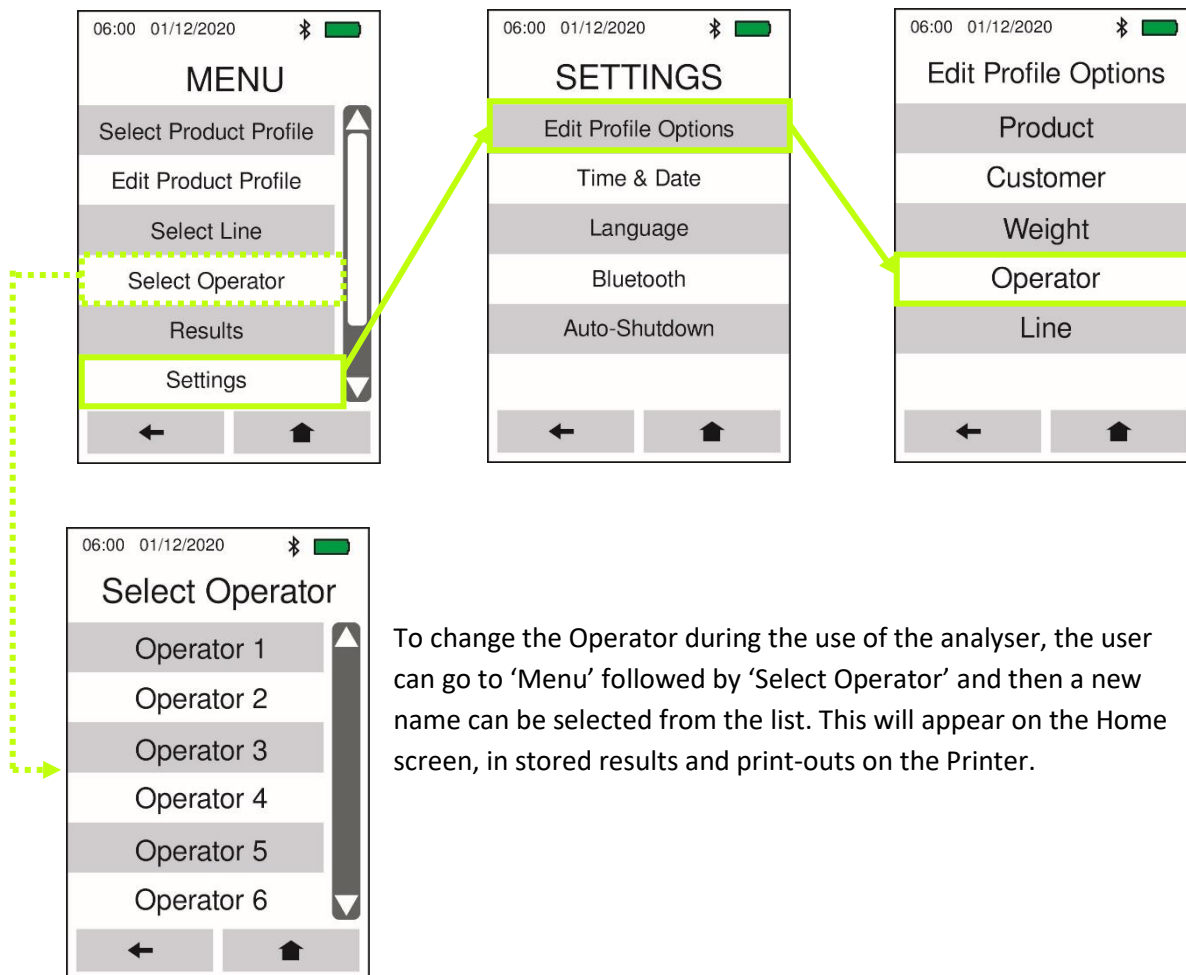 06:00 01/12/2020
MENU
Select Product Profile
Edit Product Profile
Select Line
Select Operator
Results
Settings
06:00 01/12/2020
SETTINGS
Edit Profile Options
Time & Date
Language
Bluetooth
Auto-Shutdown
06:00 01/12/2020
Edit Profile Options
Product
Customer
Weight
Operator
Line
06:00 01/12/2020
Select Operator
Operator 1
Operator 2
Operator 3
Operator 4
Operator 5
Operator 6
To change the Operator during the use of the analyser, the user
can go to ‘Menu’ followed by ‘Select Operator’ and then a new
name can be selected from the list. This will appear on the Home
screen, in stored results and print-outs on the Printer.